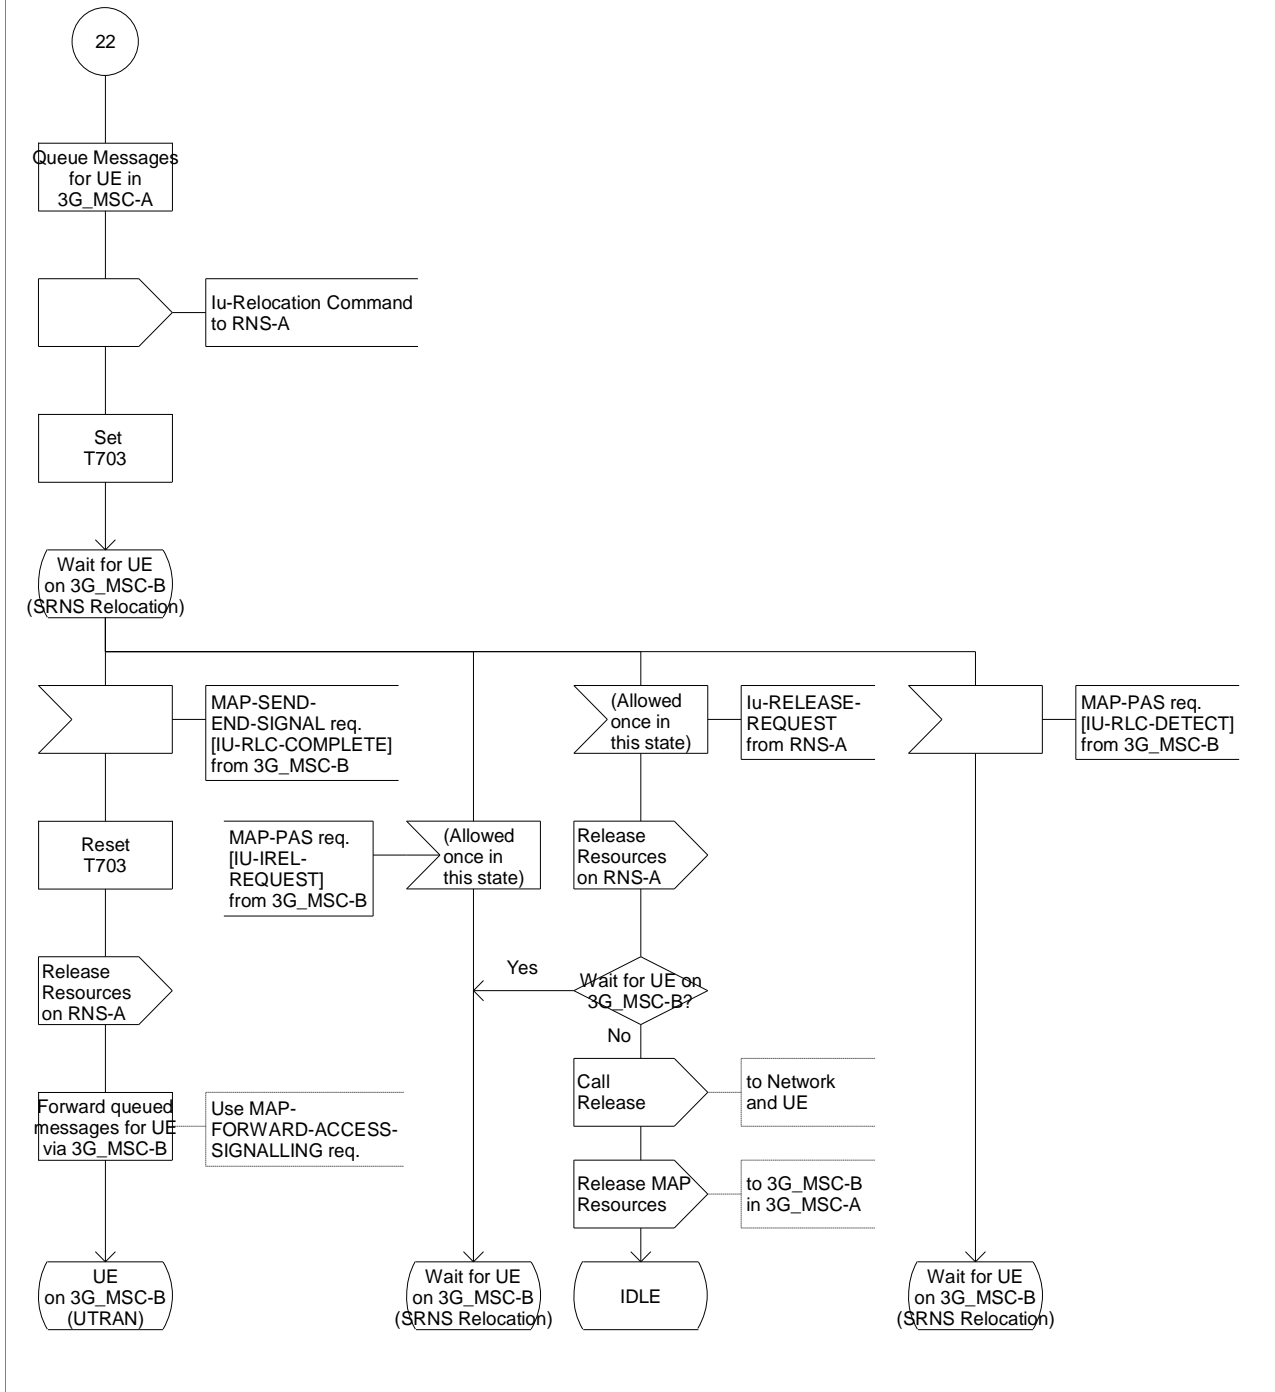 22
Queue Messages
for UE in
3G_MSC-A
Iu-Relocation Command
to RNS-A
Set
T703
Wait for UE
on 3G_MSC-B
(SRNS Relocation)
MAP-SEND-
END-SIGNAL req.
[IU-RLC-COMPLETE]
from 3G_MSC-B
(Allowed
once in
this state)
Iu-RELEASE-
REQUEST
from RNS-A
MAP-PAS req.
[IU-RLC-DETECT]
from 3G_MSC-B
Reset
T703
MAP-PAS req.
[IU-IREL-
REQUEST]
from 3G_MSC-B
(Allowed
once in
this state)
Release
Resources
on RNS-A
Release
Resources
on RNS-A
Yes
Wait for UE on
3G_MSC-B?
No
Call
Release
to Network
and UE
Forward queued
messages for UE
via 3G_MSC-B
Use MAP-
FORWARD-ACCESS-
SIGNALLING req.
Release MAP
Resources
to 3G_MSC-B
in 3G_MSC-A
UE
on 3G_MSC-B
(UTRAN)
Wait for UE
on 3G_MSC-B
(SRNS Relocation)
IDLE
Wait for UE
on 3G_MSC-B
(SRNS Relocation)